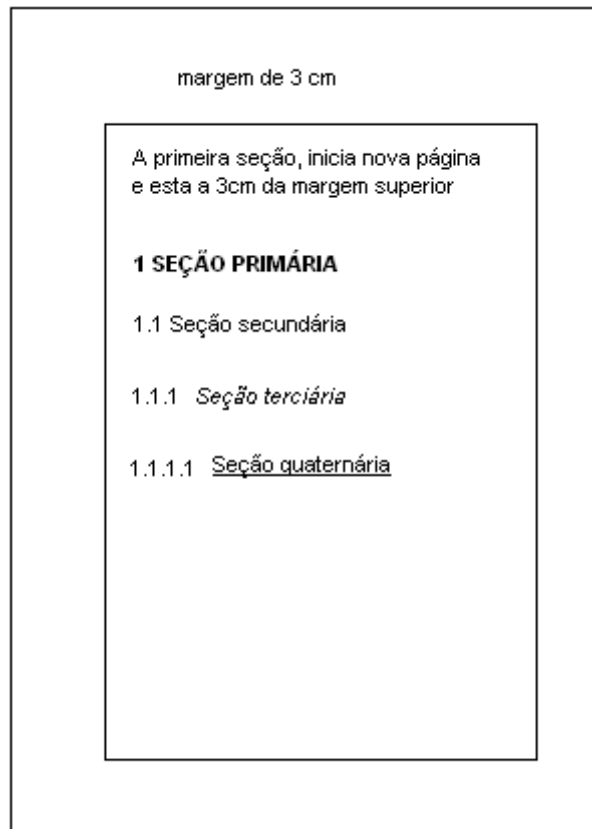 margem de 3 cm
A primeira seção, inicia nova página
e esta a 3cm da margem superior
1 SEÇÃO PRIMÁRIA
1.1 Seção secundária
1.1.1 Seção terciária
1.1.1.1 Seção quaternária